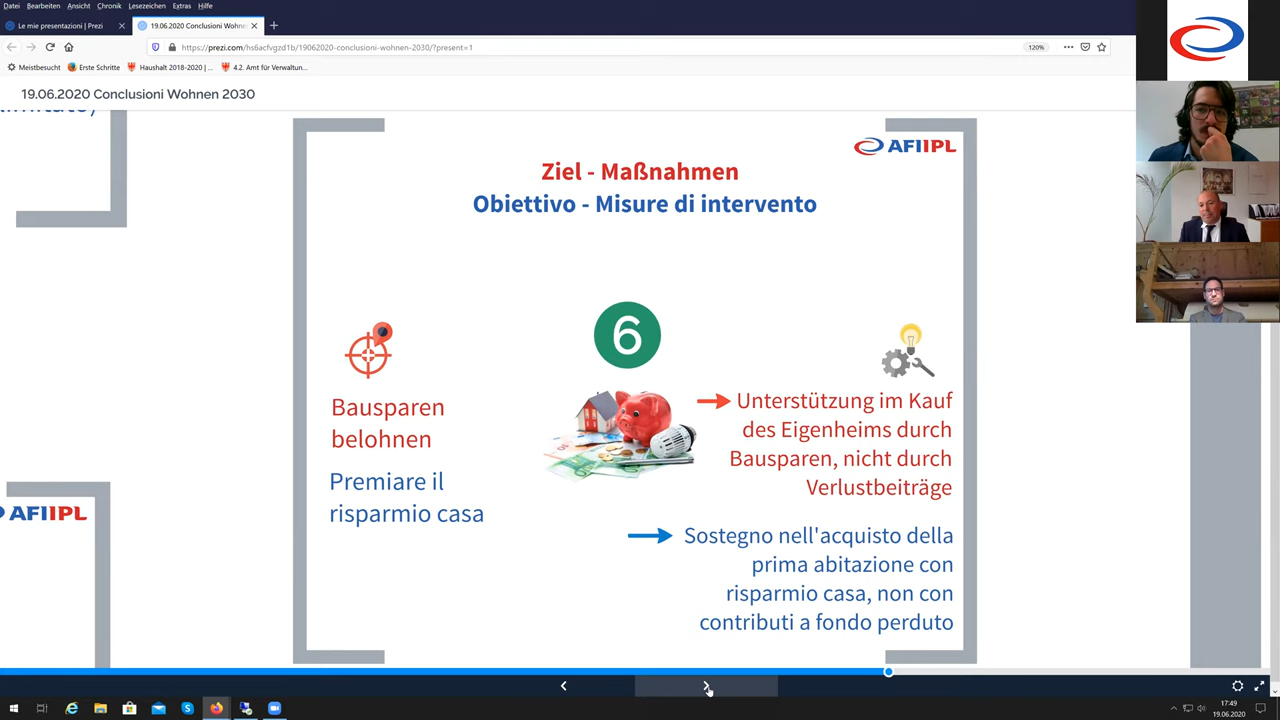 Datei Bearbeiten Ansicht Chronik Lesezeichen Extras Hilfe
Le mie presentazioni | Prezi
19.06.2020 Conclusioni Wohne
https://prezi.com/hs6acfvgzd1b/19062020-conclusioni-wohnen-2030/?present=1
120%
Meistbesucht Erste Schritte Haushalt 2018-2020 | ... 4.2. Amt für Verwaltun...
19.06.2020 Conclusioni Wohnen 2030
AFIIPL
Ziel - Maßnahmen
Obiettivo - Misure di intervento
6
Bausparen
belohnen
Premiare il
risparmio casa
Unterstützung im Kauf
des Eigenheims durch
Bausparen, nicht durch
Verlustbeiträge
Sostegno nell'acquisto della
prima abitazione con
risparmio casa, non con
contributi a fondo perduto
AFIIPL
17:49
19.06.2020